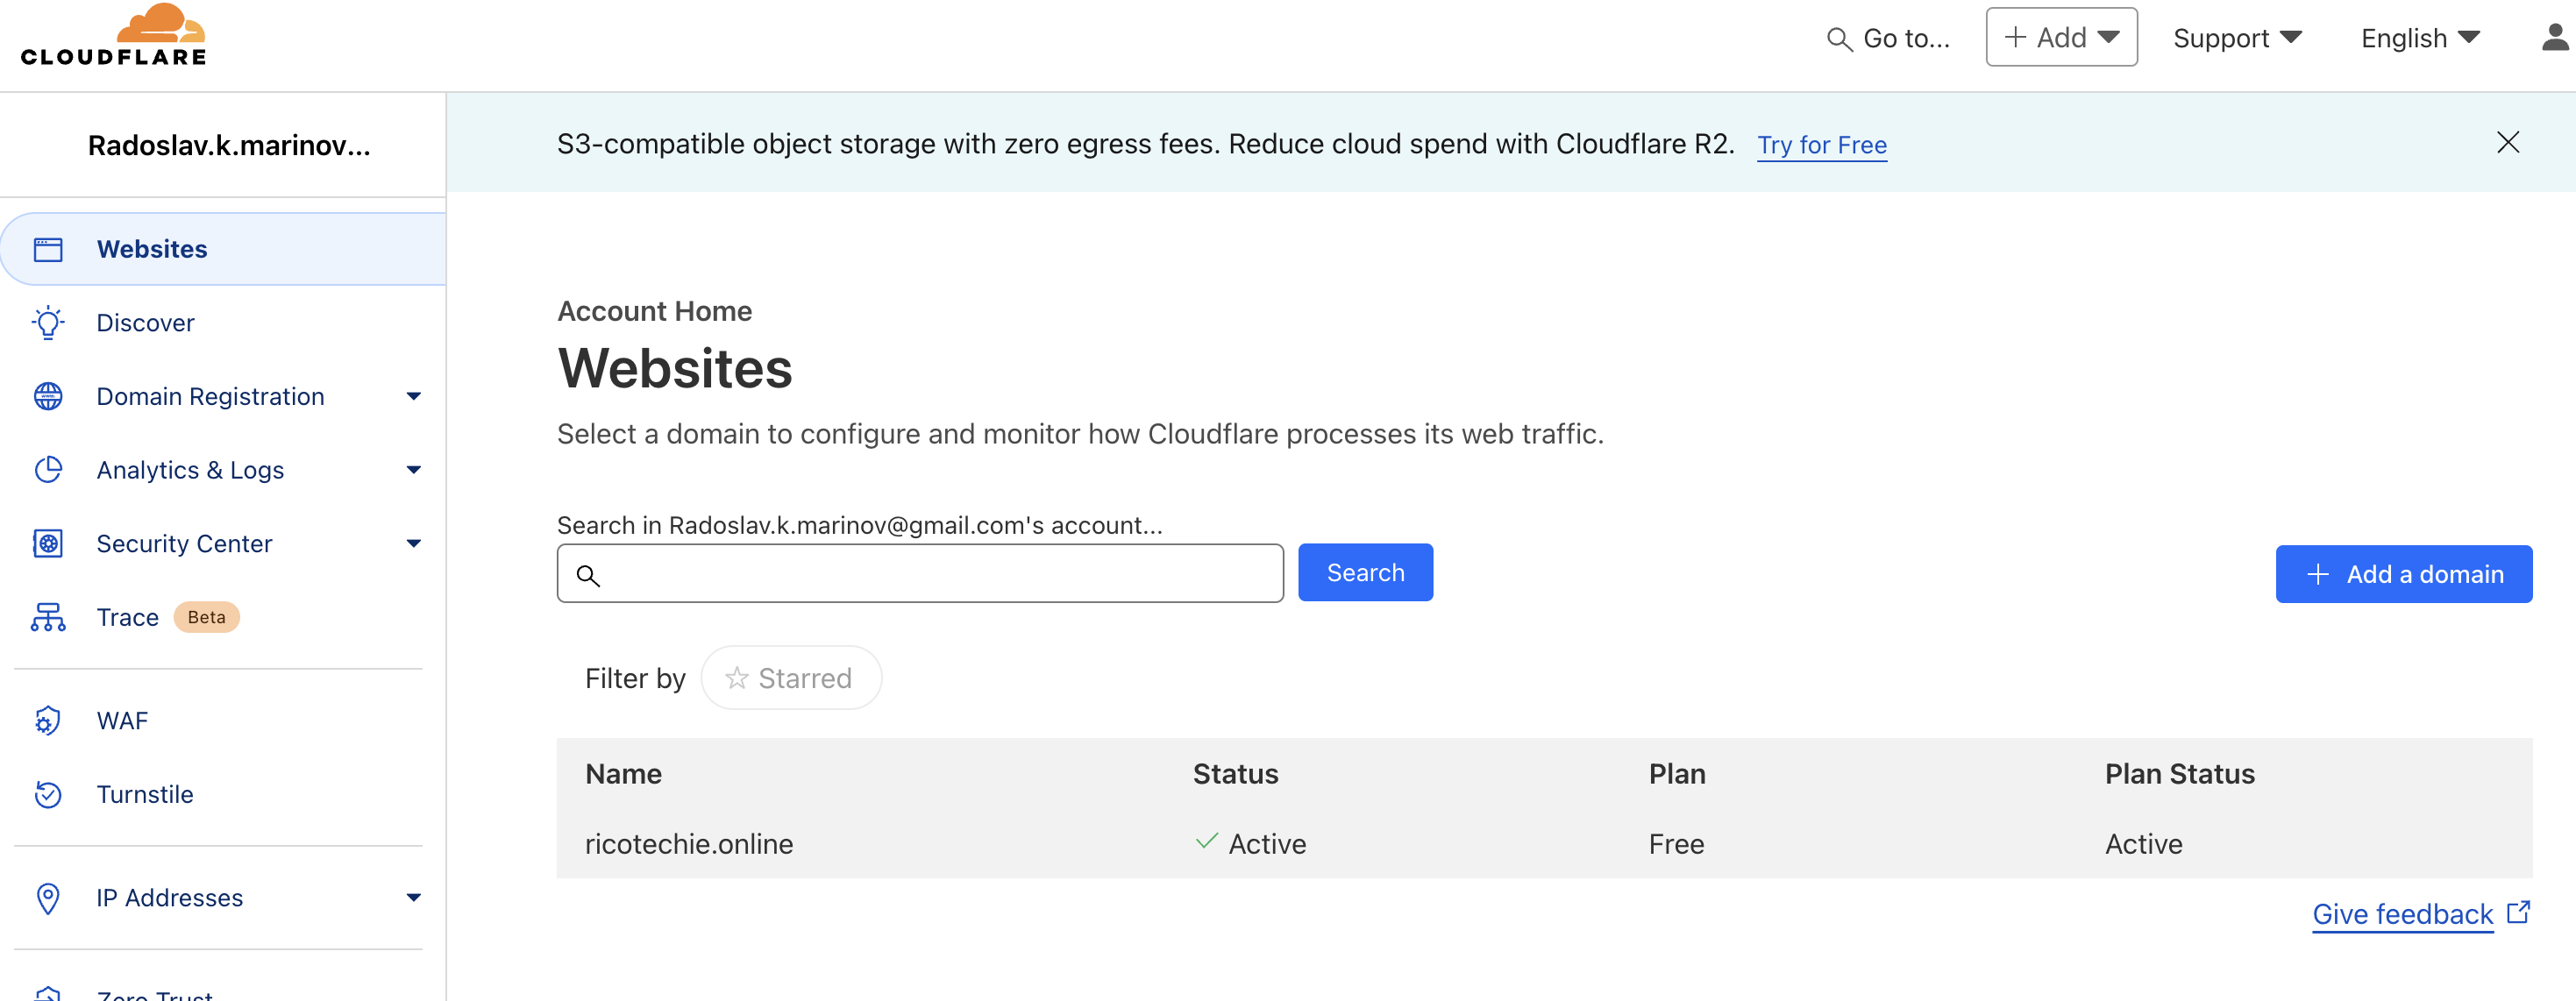 CLOUDFLARE
Go to...
Add
Support
English
Radoslav.k.marinov...
S3-compatible object storage with zero egress fees. Reduce cloud spend with Cloudflare R2. Try for Free
Websites
Discover
Domain Registration
Analytics & Logs
Security Center
Trace Beta
WAF
Turnstile
IP Addresses
Zero Trust
Account Home
Websites
Select a domain to configure and monitor how Cloudflare processes its web traffic.
Search in Radoslav.k.marinov@gmail.com's account...
Search
Add a domain
Filter by Starred
Name Status Plan Plan Status
ricotechie.online Active Free Active
Give feedback